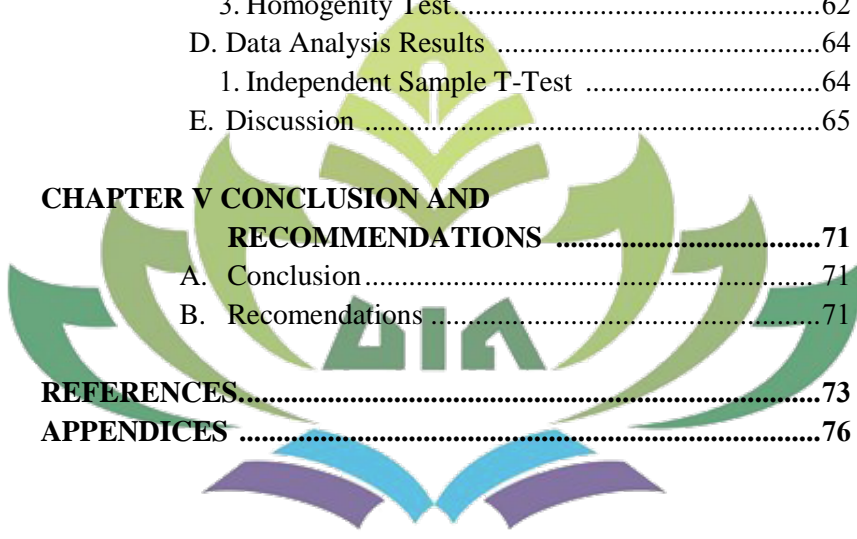 3. Homogenity Test..............................................62
D. Data Analysis Results ........................................64
1. Independent Sample T-Test .............................64
E. Discussion .........................................................65
CHAPTER V CONCLUSION AND
RECOMMENDATIONS .................................71
A. Conclusion........................................................ 71
B. Recomendations ................................................71
REFERENCES........................................................................73
APPENDICES ........................................................................76